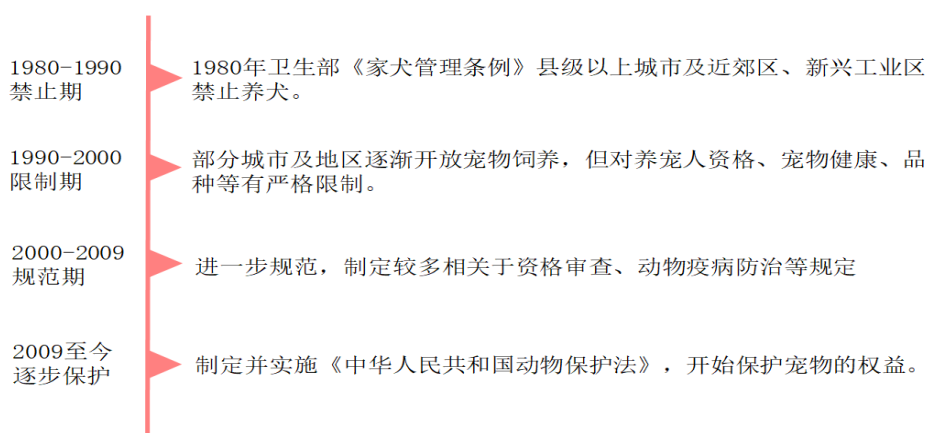 1980-1990
禁止期
1980年卫生部《家犬管理条例》县级以上城市及近郊区、新兴工业区
禁止养犬。
1990-2000
限制期
部分城市及地区逐渐开放宠物饲养，但对养宠人资格、宠物健康、品
种等有严格限制。
2000-2009
规范期
进一步规范，制定较多相关于资格审查、动物疫病防治等规定
2009至今
逐步保护
制定并实施《中华人民共和国动物保护法》，开始保护宠物的权益。